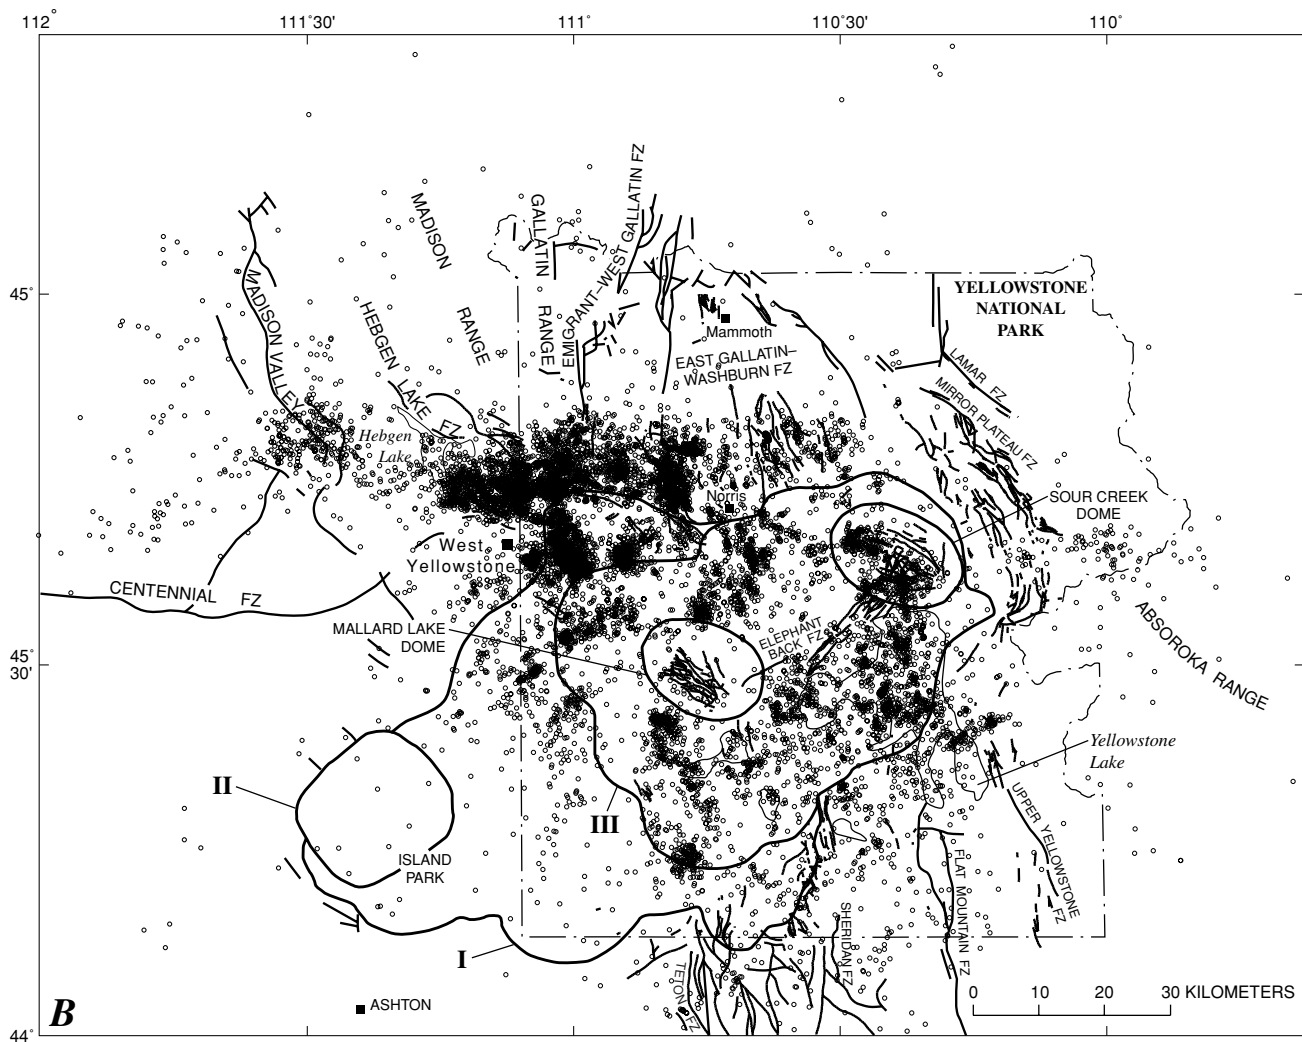 112°
111°30'
111°
110°30'
110°
45°
45°
30'
44°
MADISON
RANGE
GALLATIN
RANGE
EMIGRANT–WEST GALLATIN FZ
MADISON VALLEY
HEBGEN LAKE FZ
Hebgen
Lake
YELLOWSTONE
NATIONAL
PARK
Mammoth
EAST GALLATIN–
WASHBURN FZ
LAMAR FZ
MIRROR PLATEAU FZ
Norris
SOUR CREEK
DOME
West
Yellowstone
CENTENNIAL FZ
MALLARD LAKE
DOME
ELEPHANT
BACK FZ
ABSOROKA RANGE
Yellowstone
Lake
II
III
ISLAND
PARK
UPPER YELLOWSTONE FZ
FLAT MOUNTAIN FZ
SHERIDAN FZ
TETON FZ
I
B
ASHTON
0 10 20 30 KILOMETERS